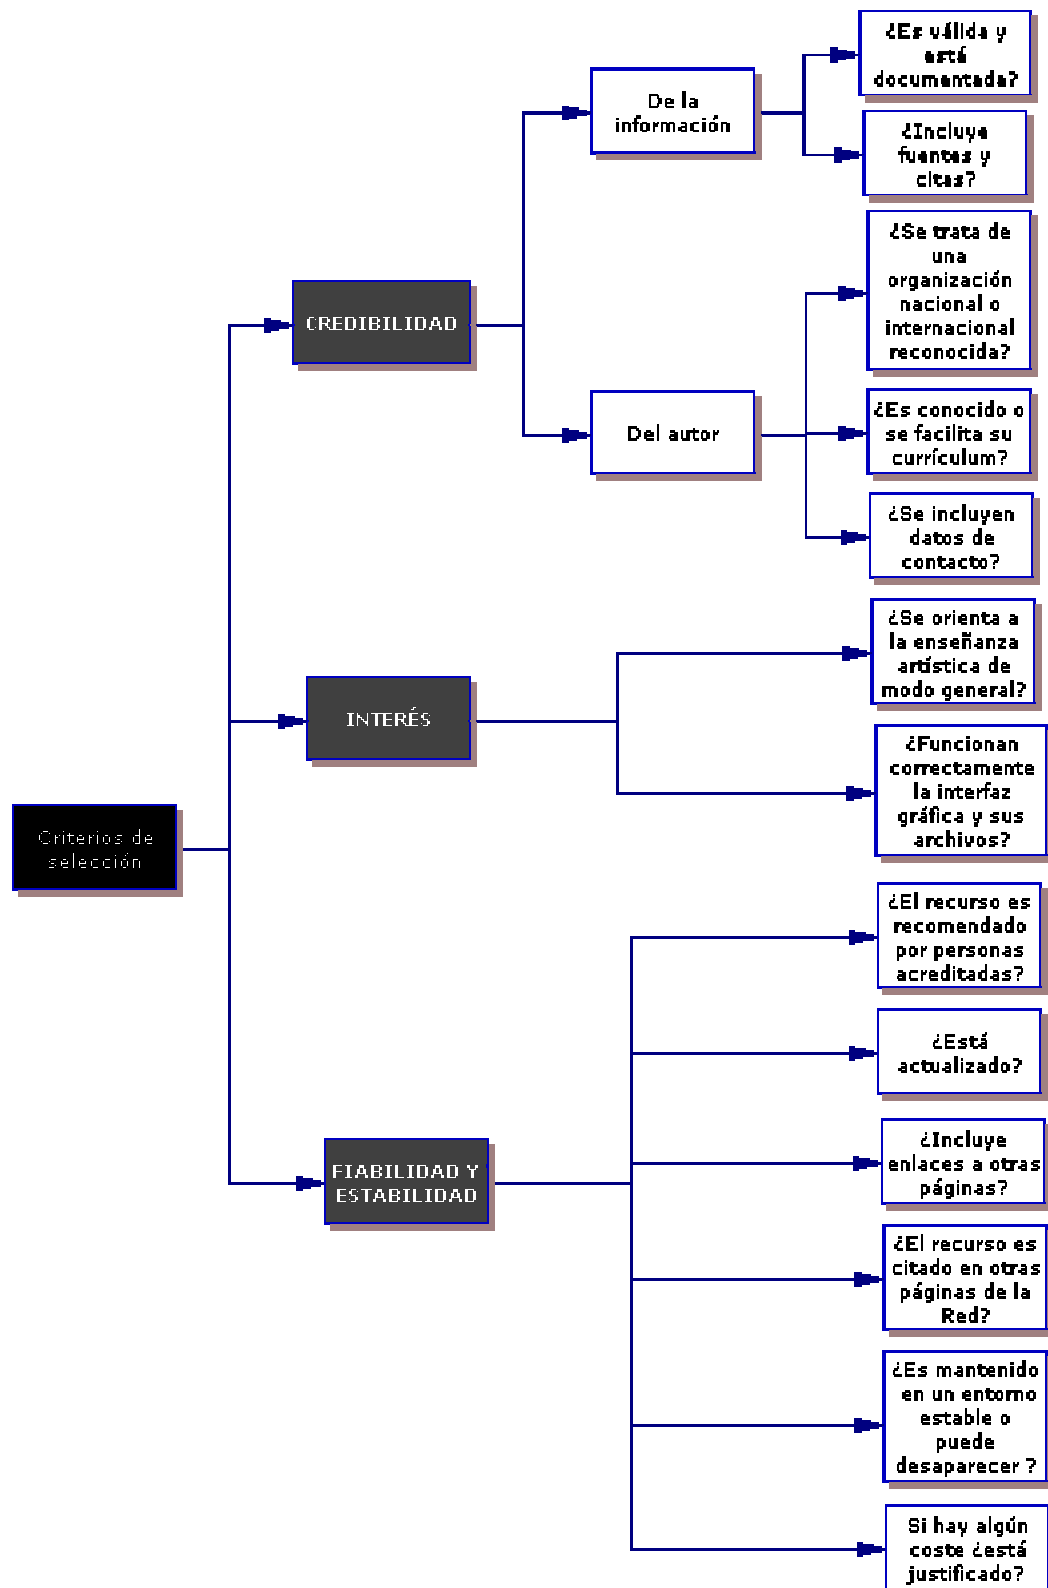 Criterios de
selección
CREDIBILIDAD
De la
información
¿Es válida y
está
documentada?
¿Incluye
fuentes y
citas?
Del autor
¿Se trata de
una
organización
nacional o
internacional
reconocida?
¿Es conocido o
se facilita su
currículum?
¿Se incluyen
datos de
contacto?
INTERÉS
¿Se orienta a
la enseñanza
artística de
modo general?
¿Funcionan
correctamente
la interfaz
gráfica y sus
archivos?
FIABILIDAD Y
ESTABILIDAD
¿El recurso es
recomendado
por personas
acreditadas?
¿Está
actualizado?
¿Incluye
enlaces a otras
páginas?
¿El recurso es
citado en otras
páginas de la
Red?
¿Es mantenido
en un entorno
estable o
puede
desaparecer ?
Si hay algún
coste ¿está
justificado?